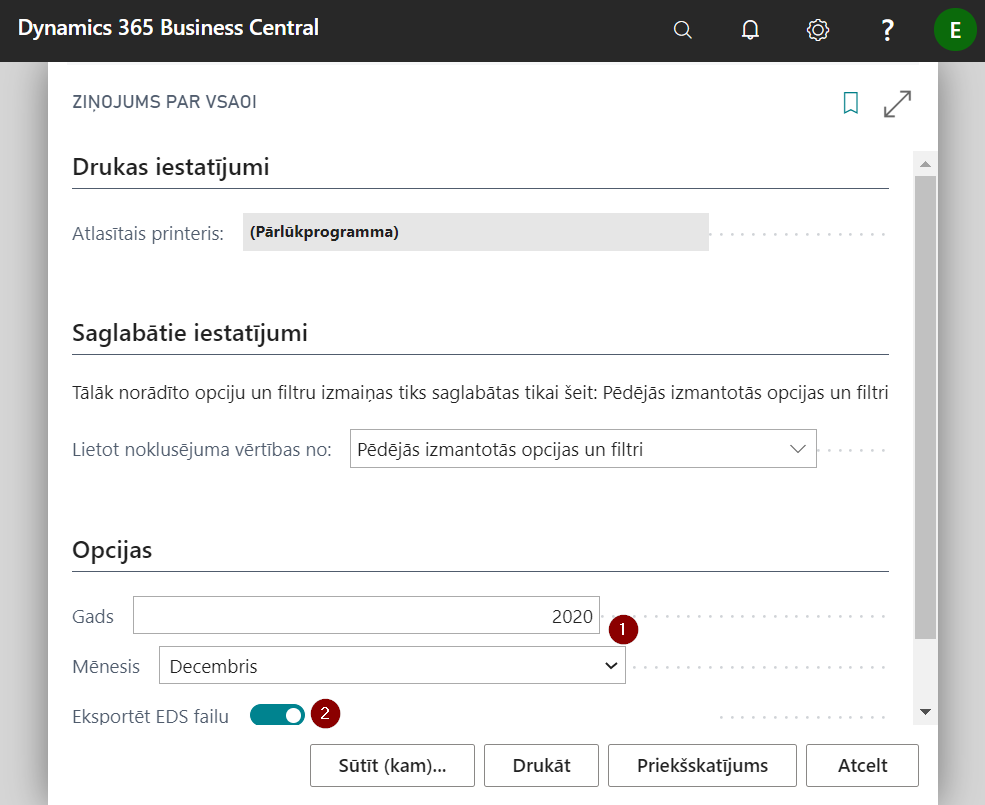 Dynamics 365 Business Central
?
E
ZIŅOJUMS PAR VSAOI
Drukas iestatījumi
Atlasītais printeris: (Pārlūkprogramma)
Saglabātie iestatījumi
Tālāk norādīto opciju un filtru izmaiņas tiks saglabātas tikai šeit: Pēdējās izmantotās opcijas un filtri
Lietot noklusējuma vērtības no: Pēdējās izmantotās opcijas un filtri
Opcijas
Gads 2020
1
Mēnesis Decembris
Eksportēt EDS failu 2
Sūtīt (kam)... Drukāt Priekšskatījums Atcelt